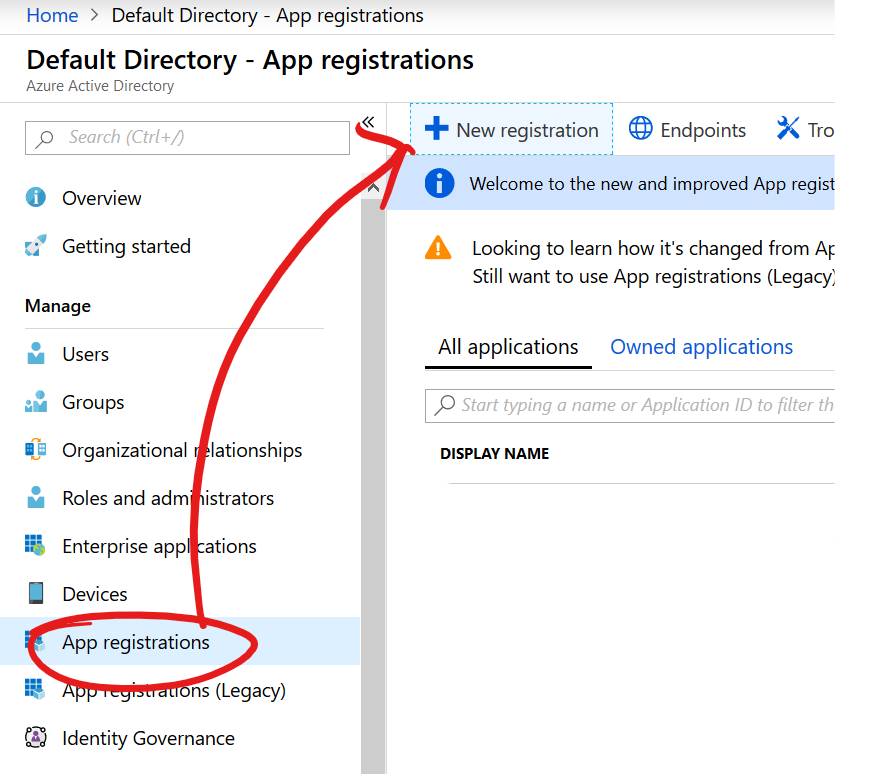 Home > Default Directory - App registrations
Default Directory - App registrations
Azure Active Directory
Search (Ctrl+/)
Overview
Getting started
Manage
Users
Groups
Organizational relationships
Roles and administrators
Enterprise applications
Devices
App registrations
App registrations (Legacy)
Identity Governance
New registration
Endpoints
Tro
Welcome to the new and improved App regist
Looking to learn how it's changed from Ap
Still want to use App registrations (Legacy)
All applications
Owned applications
Start typing a name or Application ID to filter th
DISPLAY NAME